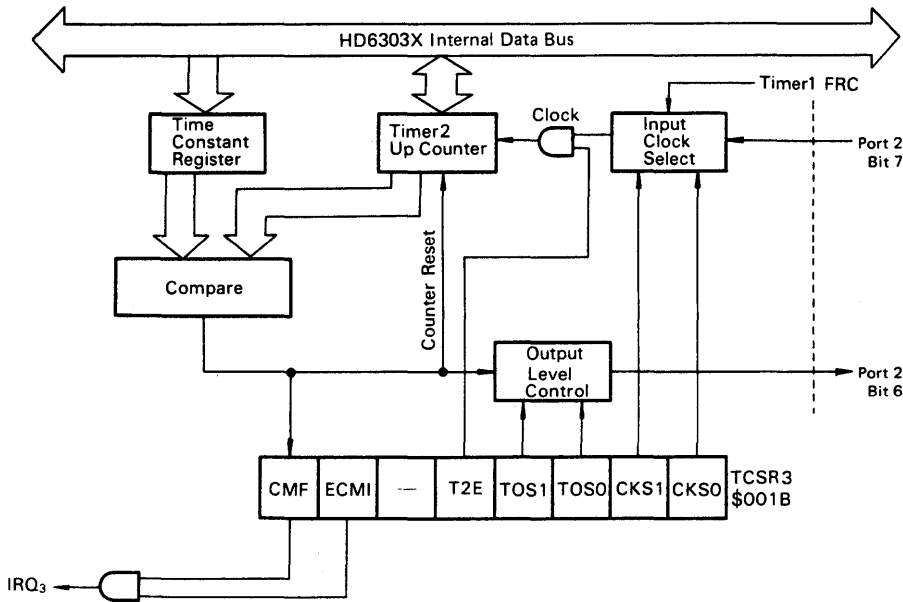 HD6303X Internal Data Bus
Timer1 FRC
Clock
Time
Constant
Register
Timer2
Up Counter
Input
Clock
Select
Port 2
Bit 7
Compare
Counter Reset
Output
Level
Control
Port 2
Bit 6
CMF ECMI — T2E TOS1 TOS0 CKS1 CKS0
TCSR3
$001B
IRQ₃